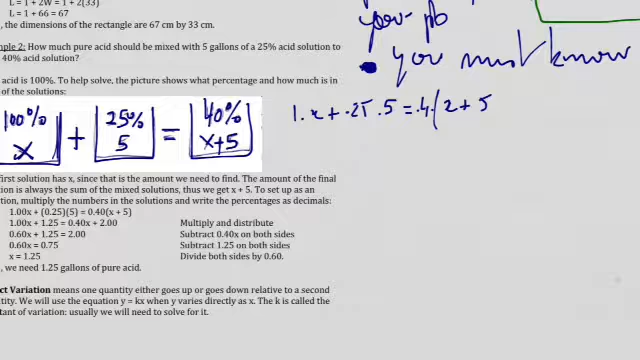 L = 1 + 2W = 1 + 2(33)
L = 1 + 66 = 67
, the dimensions of the rectangle are 67 cm by 33 cm.
your pb
• you must know
mple 2: How much pure acid should be mixed with 5 gallons of a 25% acid solution to
40% acid solution?
acid is 100%. To help solve, the picture shows what percentage and how much is in
of the solutions:
100% x + 25% 5 = 40% x+5
1.x + .25 .5 = .4.(x + 5
first solution has x, since that is the amount we need to find. The amount of the final
tion is always the sum of the mixed solutions, thus we get x + 5. To set up as an
tion, multiply the numbers in the solutions and write the percentages as decimals:
1.00x + (0.25)(5) = 0.40(x + 5)
1.00x + 1.25 = 0.40x + 2.00 Multiply and distribute
0.60x + 1.25 = 2.00 Subtract 0.40x on both sides
0.60x = 0.75 Subtract 1.25 on both sides
x = 1.25 Divide both sides by 0.60.
, we need 1.25 gallons of pure acid.
ct Variation means one quantity either goes up or goes down relative to a second
ntity. We will use the equation y = kx when y varies directly as x. The k is called the
stant of variation: usually we will need to solve for it.